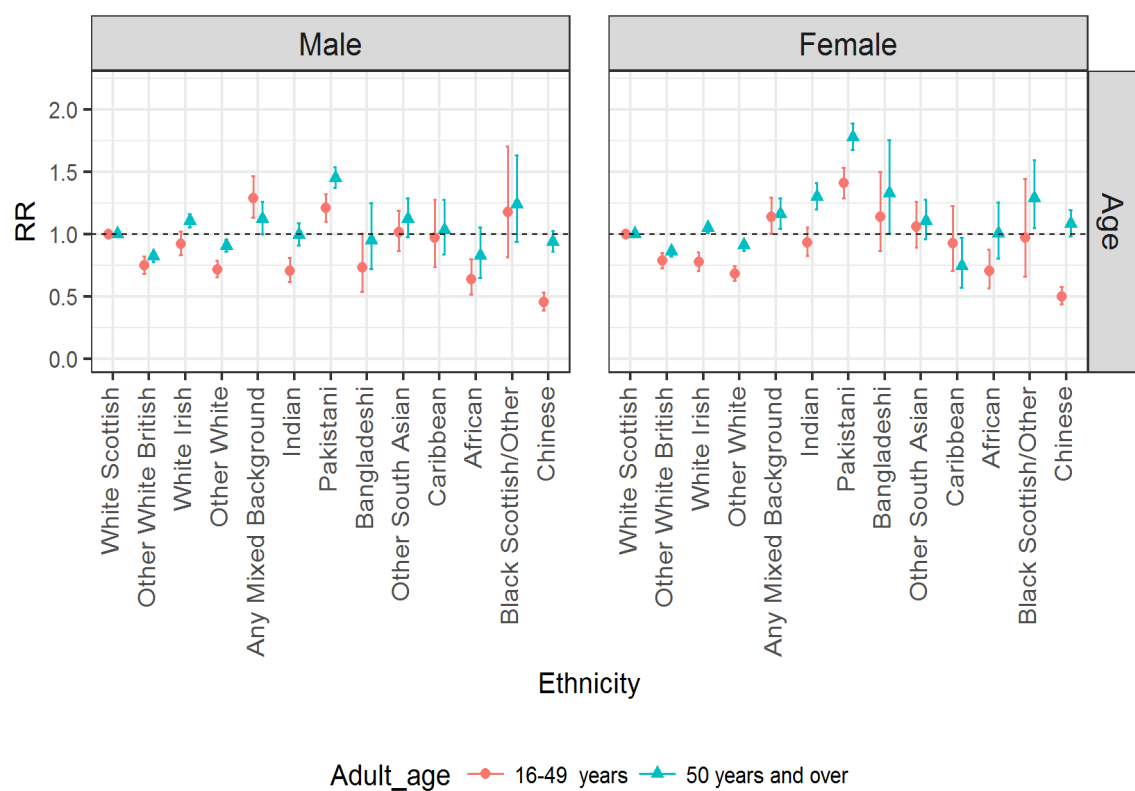 Male
Female
2.0
1.5
1.0
0.5
0.0
RR
Age
White Scottish
Other White British
White Irish
Other White
Any Mixed Background
Indian
Pakistani
Bangladeshi
Other South Asian
Caribbean
African
Black Scottish/Other
Chinese
White Scottish
Other White British
White Irish
Other White
Any Mixed Background
Indian
Pakistani
Bangladeshi
Other South Asian
Caribbean
African
Black Scottish/Other
Chinese
Ethnicity
Adult_age 16-49 years 50 years and over